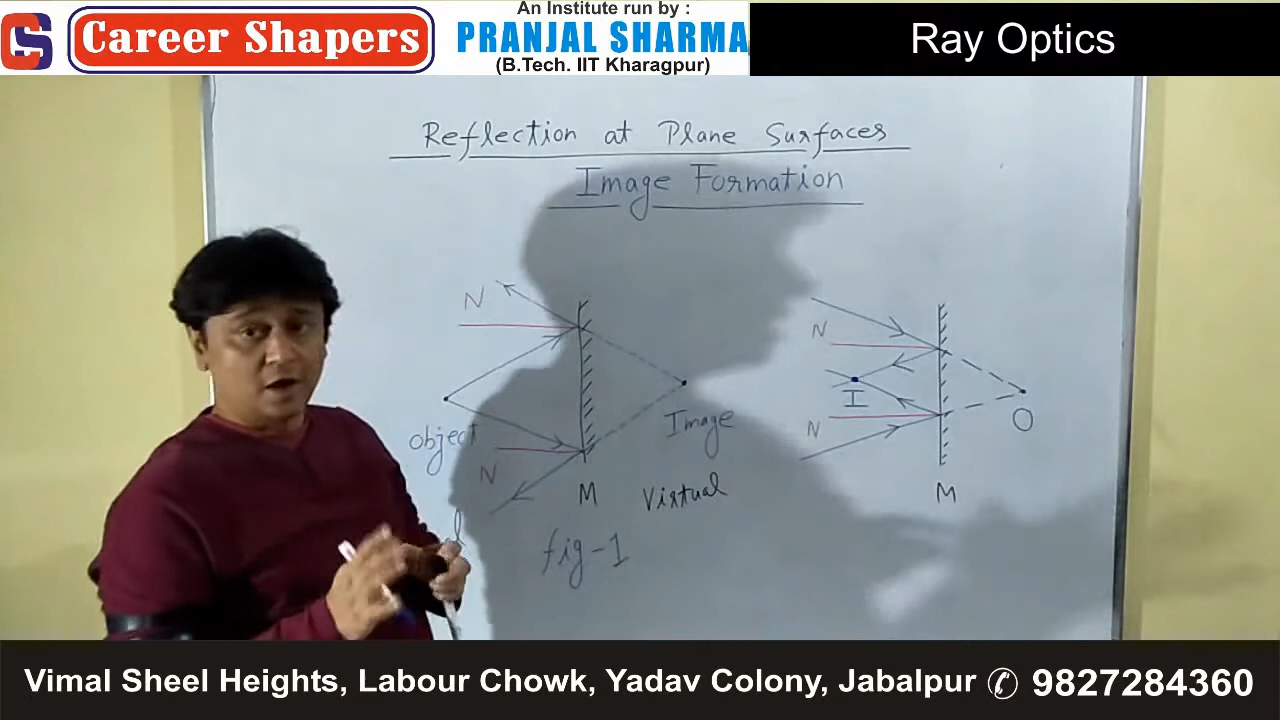 An Institute run by :
CS Career Shapers
PRANJAL SHARMA
(B.Tech. IIT Kharagpur)
Ray Optics
Reflection at Plane Surfaces
Image Formation
N
N
object
N
M
Image
Virtual
fig-1
N
I
N
O
M
Vimal Sheel Heights, Labour Chowk, Yadav Colony, Jabalpur ✆ 9827284360